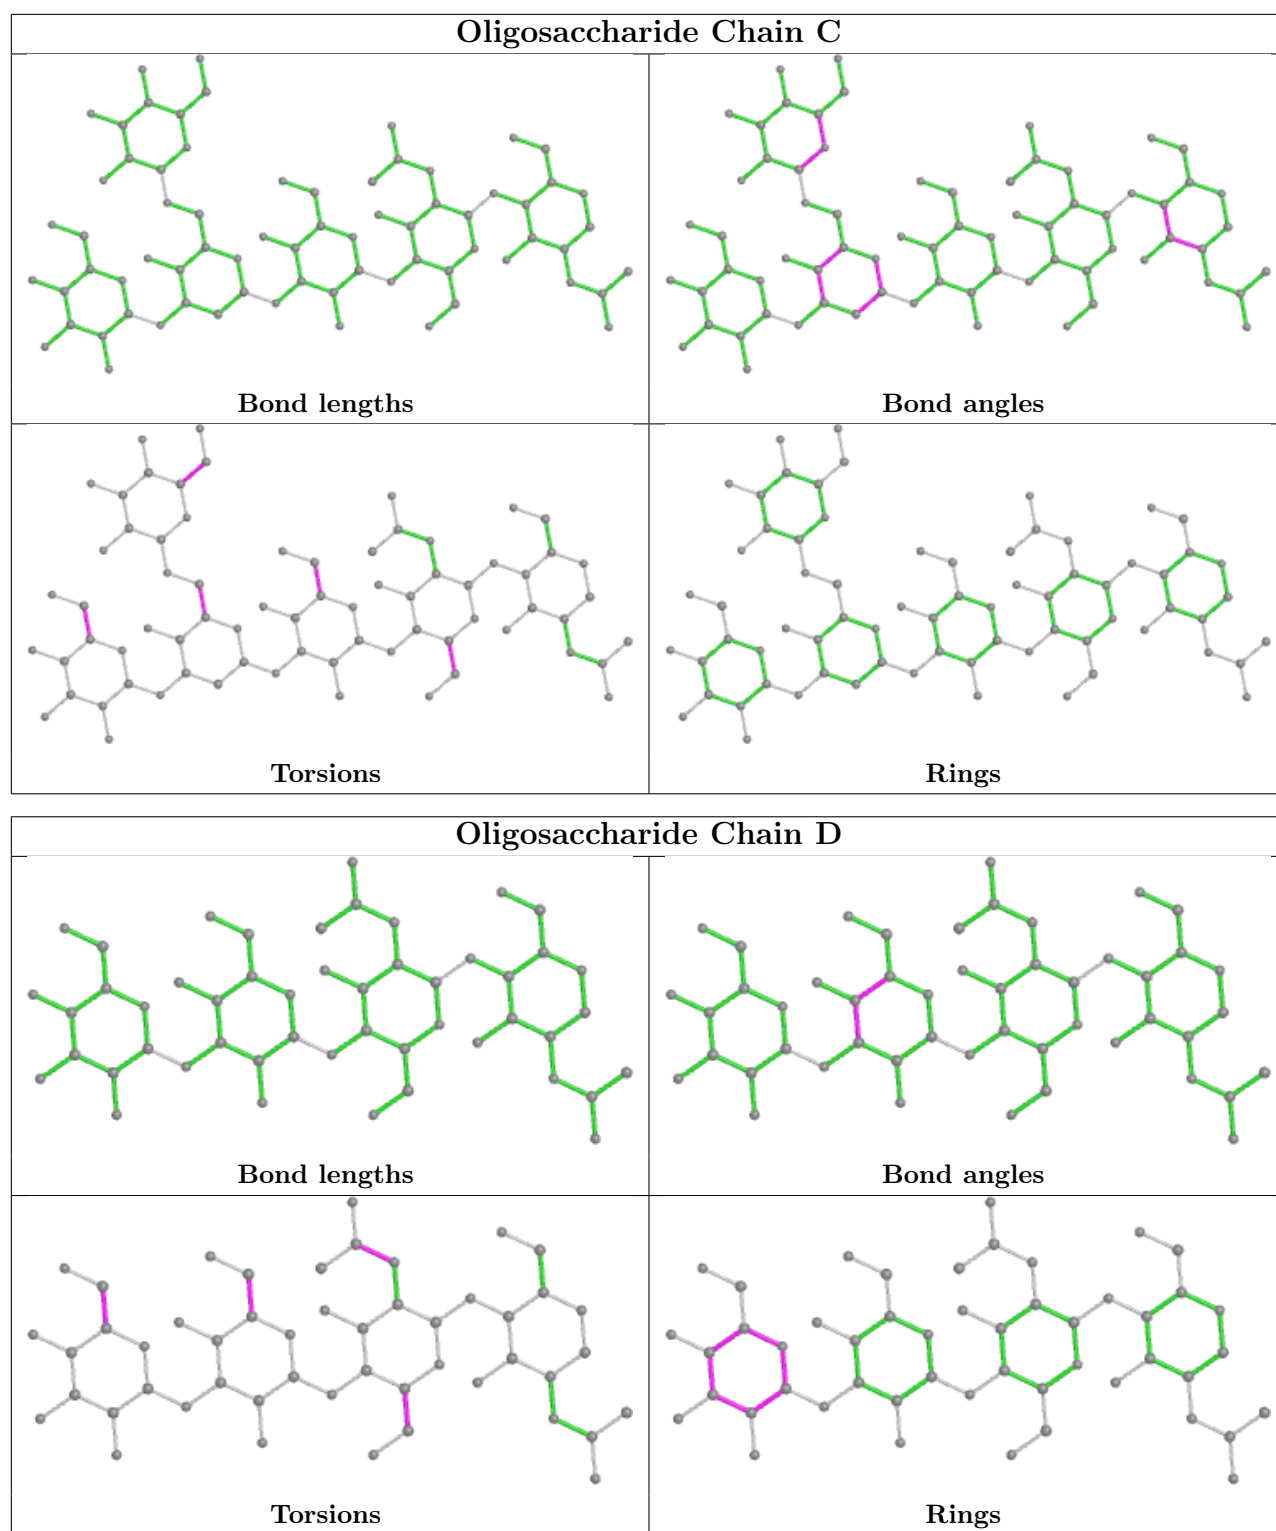 Oligosaccharide Chain C
Bond lengths
Bond angles
Torsions
Rings
Oligosaccharide Chain D
Bond lengths
Bond angles
Torsions
Rings